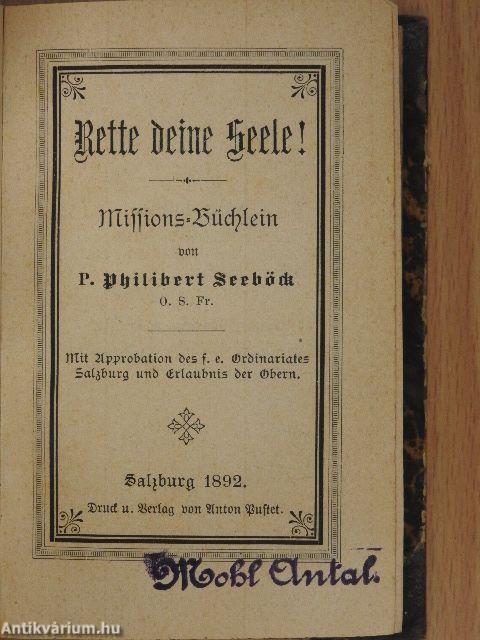 Rette deine Seele!
Missions-Büchlein
von
P. Philibert Seeböck
O. S. Fr.
Mit Approbation des f. e. Ordinariates
Salzburg und Erlaubnis der Obern.
Salzburg 1892.
Druck u. Verlag von Anton Pustet.
Mohl Antal.
Antikvárium.hu